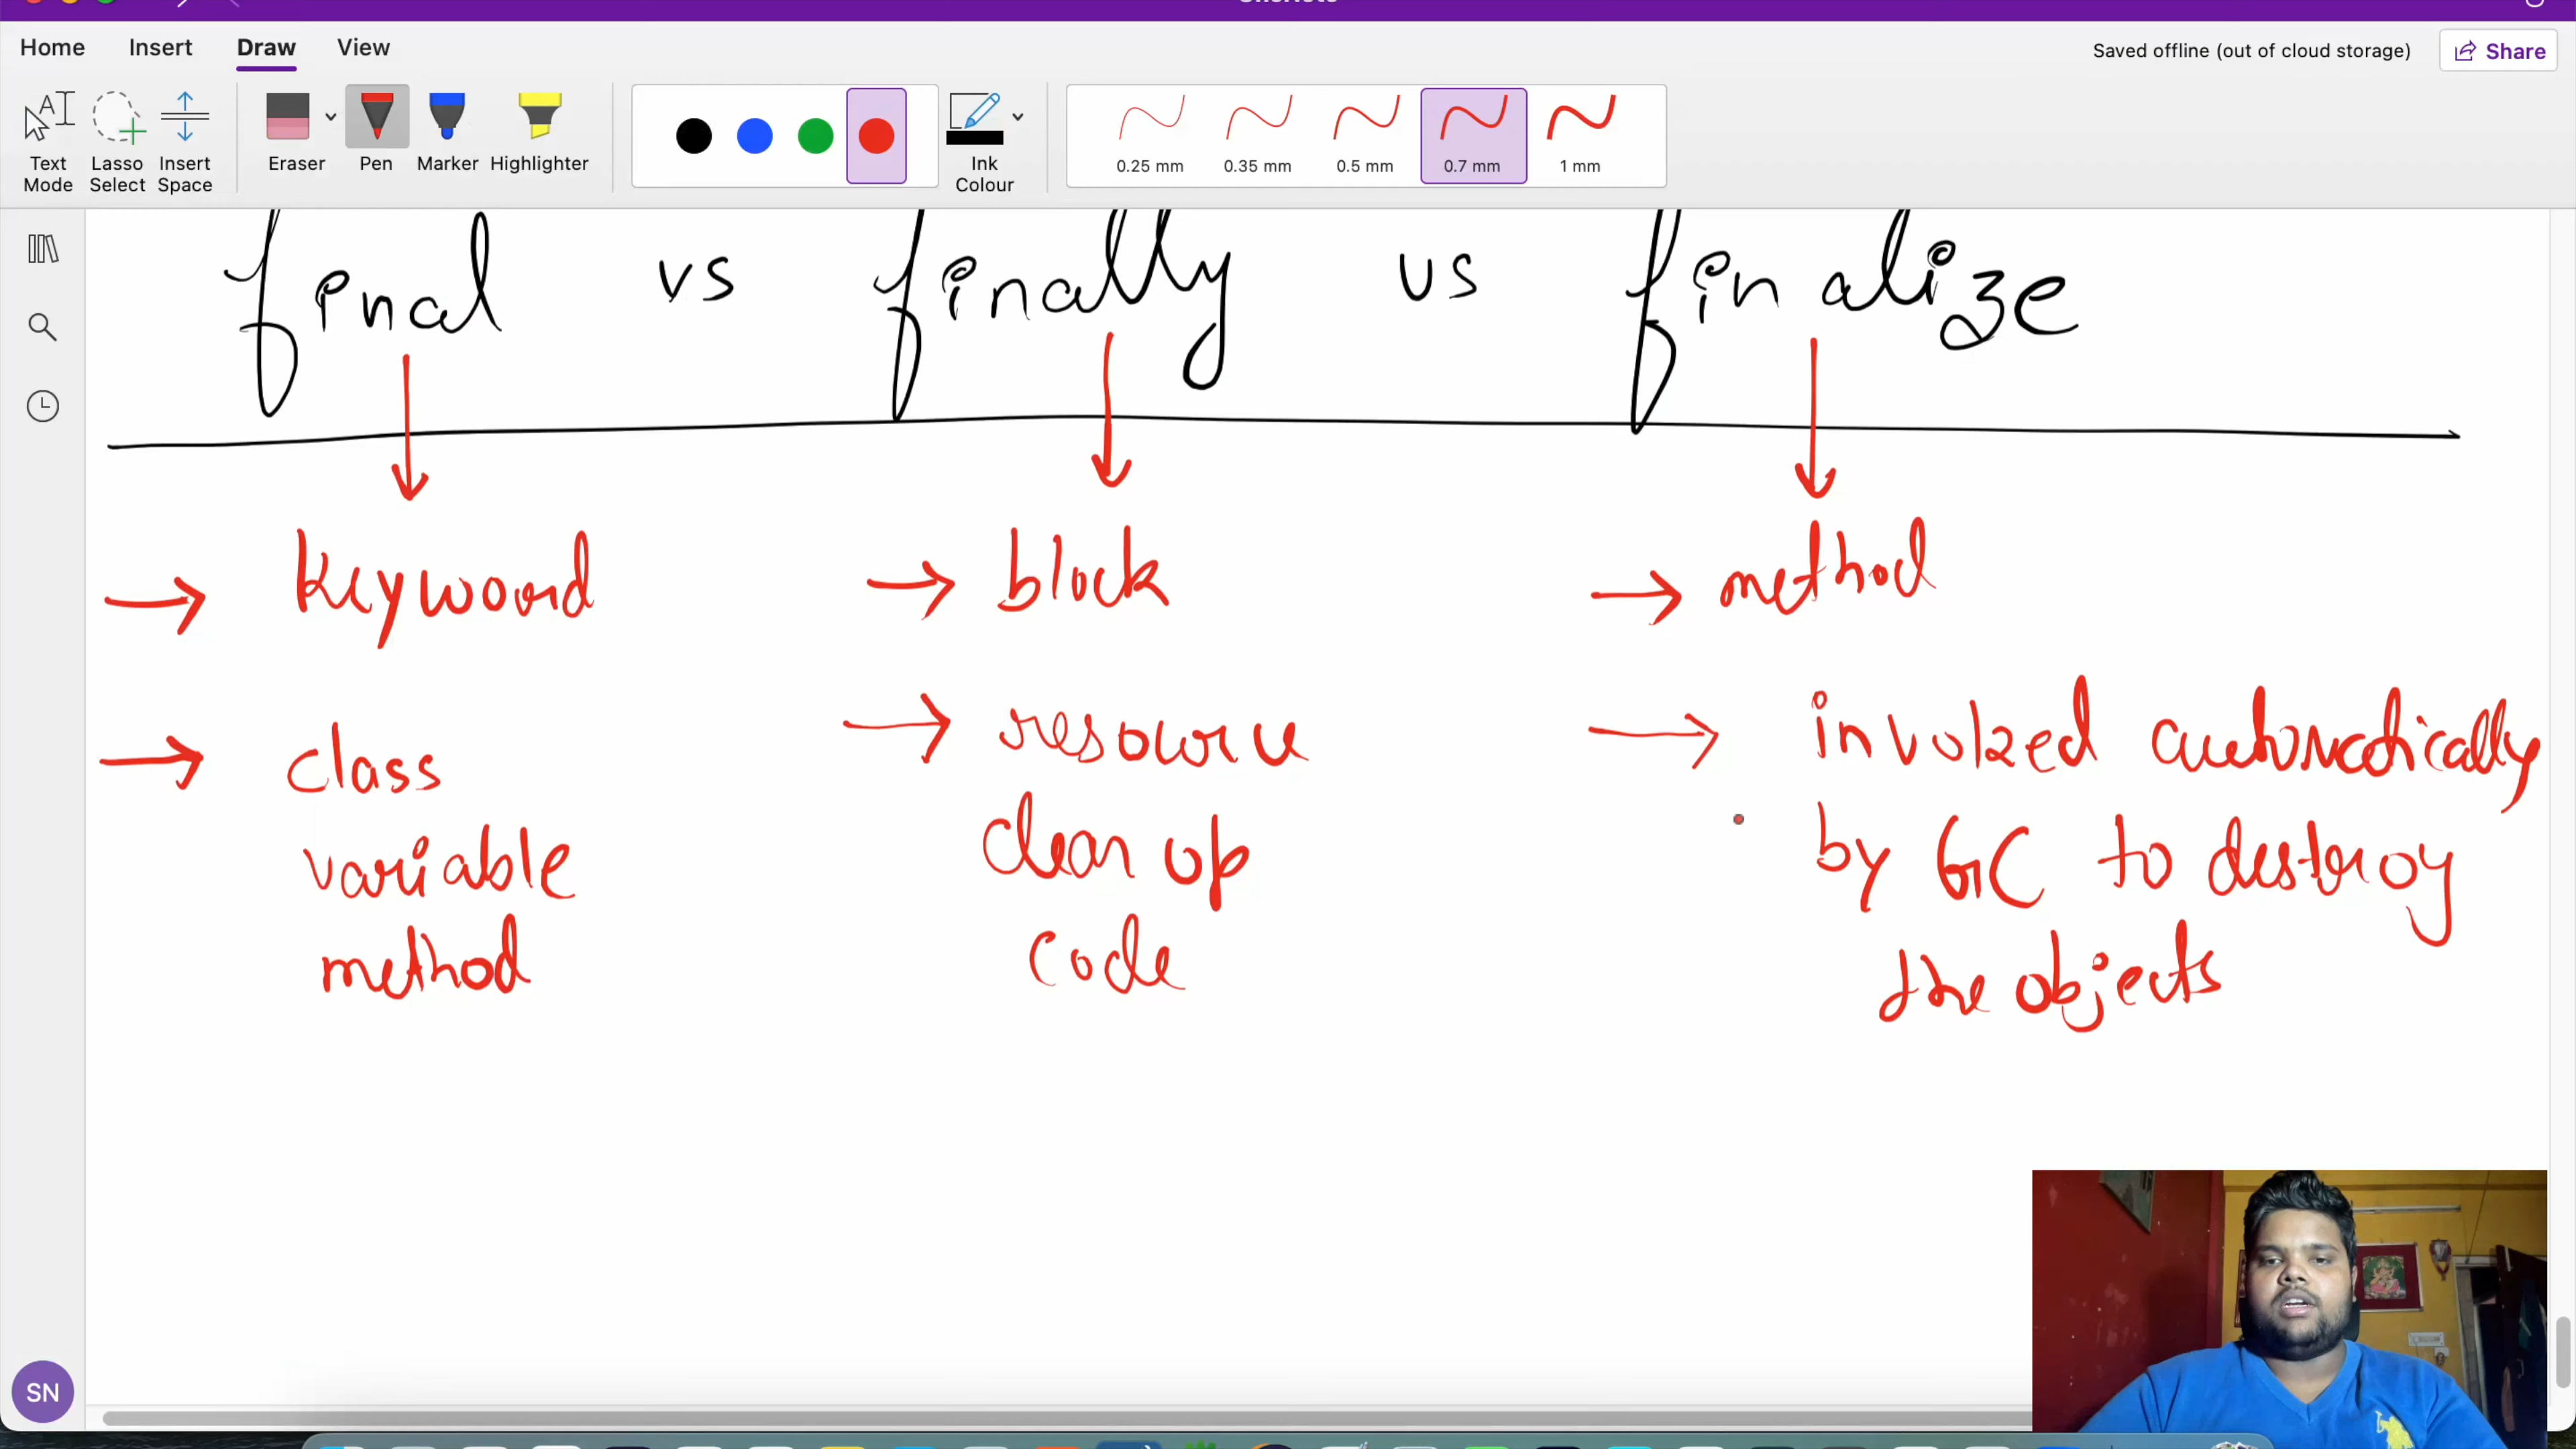 Home Insert Draw View
Saved offline (out of cloud storage) Share
Text Mode
Lasso Select
Insert Space
Eraser
Pen
Marker
Highlighter
Ink Colour
0.25 mm
0.35 mm
0.5 mm
0.7 mm
1 mm
final vs finally vs finalize
→ keyword
→ class
variable
method
→ block
→ resource
clean up
code
→ method
→ invoked automatically
by GC to destroy
the objects
SN